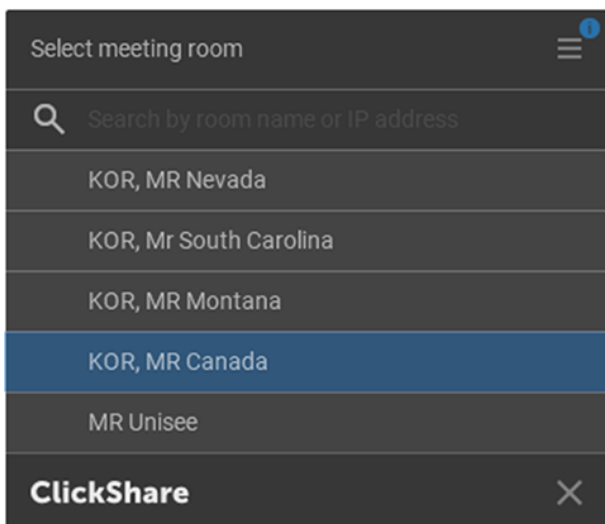 Select meeting room
i
Search by room name or IP address
KOR, MR Nevada
KOR, Mr South Carolina
KOR, MR Montana
KOR, MR Canada
MR Unisee
ClickShare